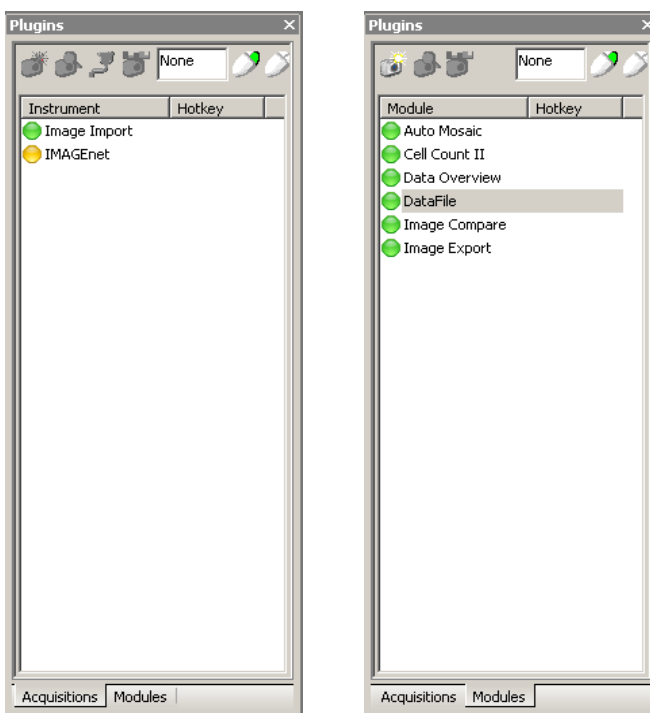 Plugins
None
Instrument Hotkey
Image Import
IMAGEnet
Acquisitions Modules
Plugins
None
Module Hotkey
Auto Mosaic
Cell Count II
Data Overview
DataFile
Image Compare
Image Export
Acquisitions Modules